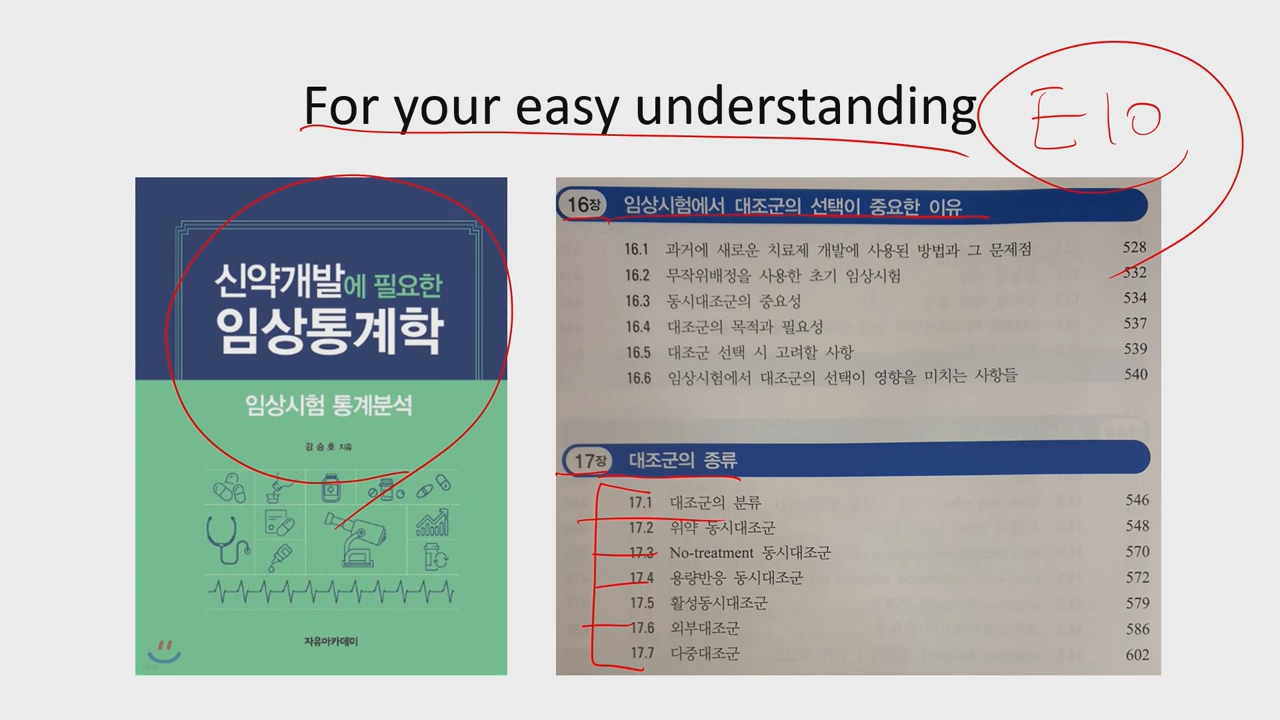 For your easy understanding
E10
신약개발에 필요한
임상통계학
임상시험 통계분석
강승호 지음
자유아카데미
16장 임상시험에서 대조군의 선택이 중요한 이유
16.1 과거에 새로운 치료제 개발에 사용된 방법과 그 문제점 528
16.2 무작위배정을 사용한 초기 임상시험 532
16.3 동시대조군의 중요성 534
16.4 대조군의 목적과 필요성 537
16.5 대조군 선택 시 고려할 사항 539
16.6 임상시험에서 대조군의 선택이 영향을 미치는 사항들 540
17장 대조군의 종류
17.1 대조군의 분류 546
17.2 위약 동시대조군 548
17.3 No-treatment 동시대조군 570
17.4 용량반응 동시대조군 572
17.5 활성동시대조군 579
17.6 외부대조군 586
17.7 다중대조군 602